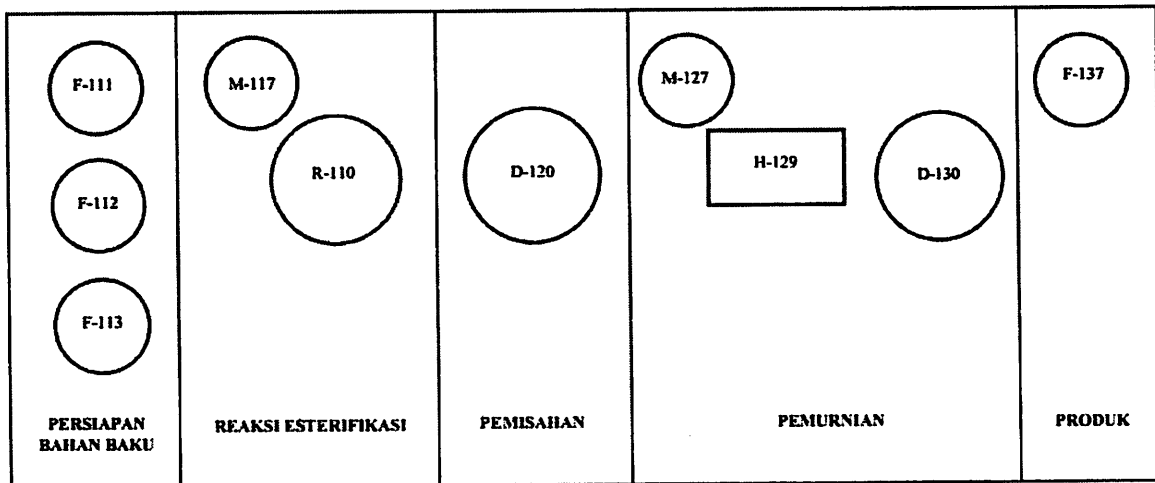 F-111
F-112
F-113
PERSIAPAN
BAHAN BAKU
M-117
R-110
REAKSI ESTERIFIKASI
D-120
PEMISAHAN
M-127
H-129
D-130
PEMURNIAN
F-137
PRODUK